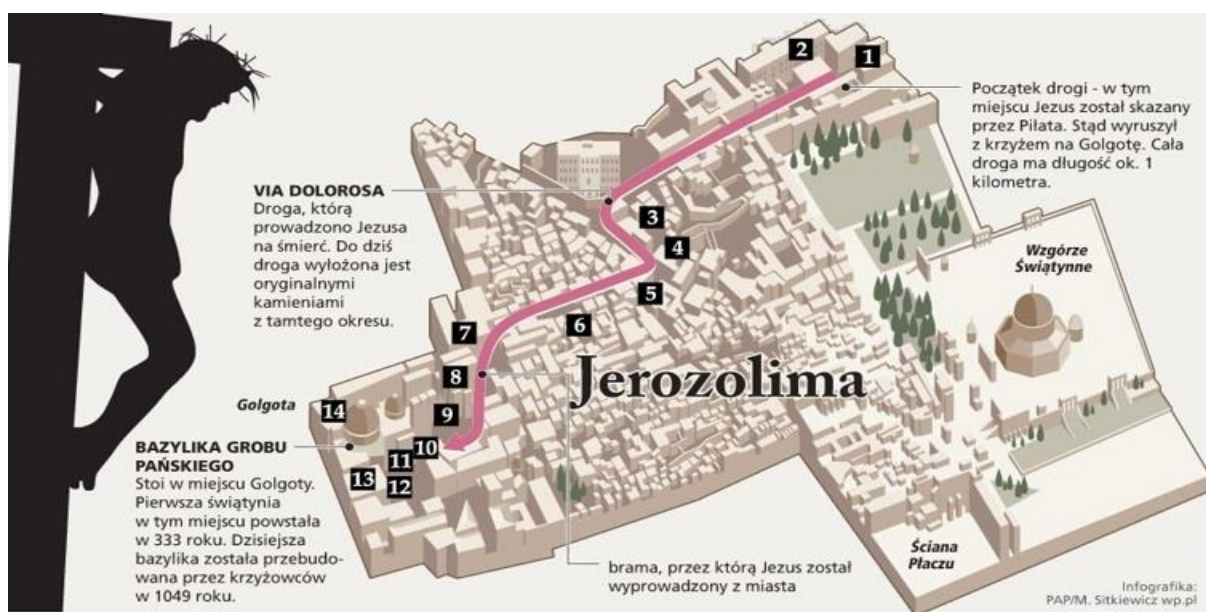 2
1
Początek drogi - w tym
miejscu Jezus został skazany
przez Piłata. Stąd wyruszył
z krzyżem na Golgotę. Cała
droga ma długość ok. 1
kilometra.
VIA DOLOROSA
Droga, którą
prowadzono Jezusa
na śmierć. Do dziś
droga wyłożona jest
oryginalnymi
kamieniami
z tamtego okresu.
3
4
5
6
7
8
9
10
11
12
13
14
Wzgórze
Świątynne
Jerozolima
Golgota
BAZYLIKA GROBU
PAŃSKIEGO
Stoi w miejscu Golgoty.
Pierwsza świątynia
w tym miejscu powstała
w 333 roku. Dzisiejsza
bazylika została przebudo-
wana przez krzyżowców
w 1049 roku.
brama, przez którą Jezus został
wyprowadzony z miasta
Ściana
Płaczu
Infografika:
PAP/M. Sitkiewicz wp.pl